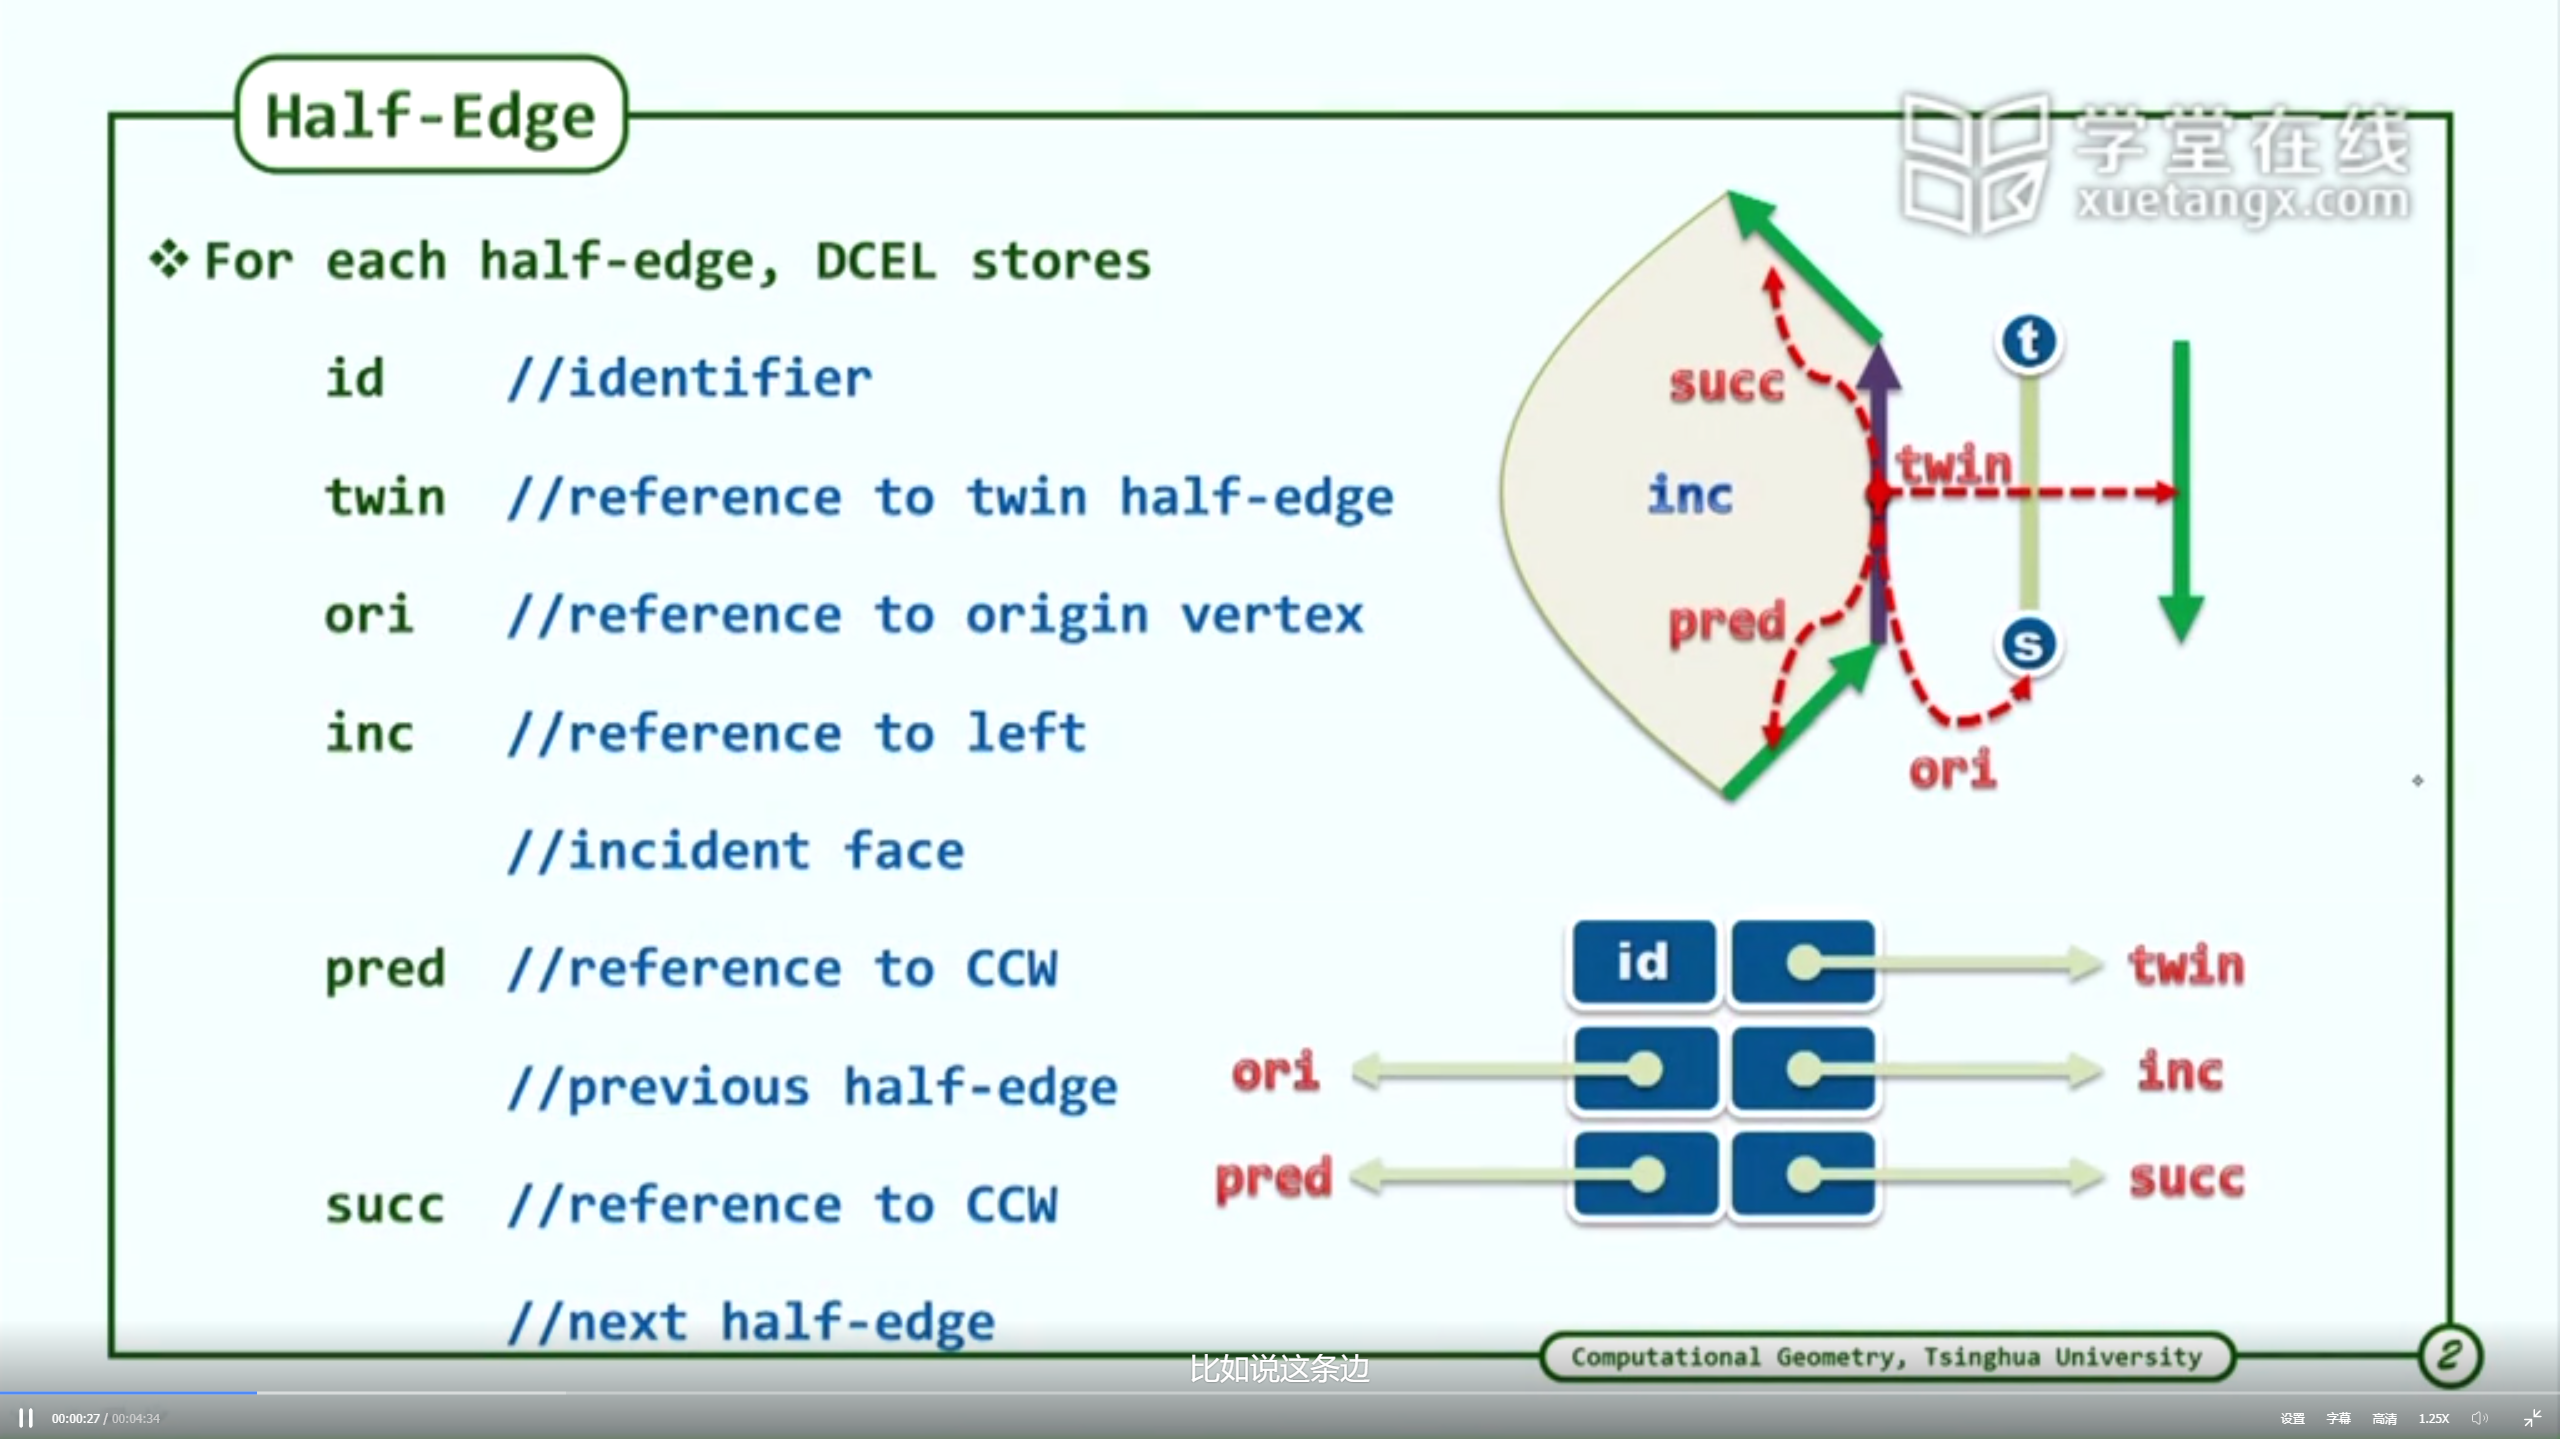 Half-Edge
学堂在线
xuetangx.com
❖ For each half-edge, DCEL stores
id //identifier
twin //reference to twin half-edge
ori //reference to origin vertex
inc //reference to left
//incident face
pred //reference to CCW
//previous half-edge
succ //reference to CCW
//next half-edge
succ
t
twin
inc
pred
s
ori
id
twin
ori
inc
pred
succ
Computational Geometry, Tsinghua University
2
比如说这条边
00:00:27 / 00:04:34
设置 字幕 高清 1.25X